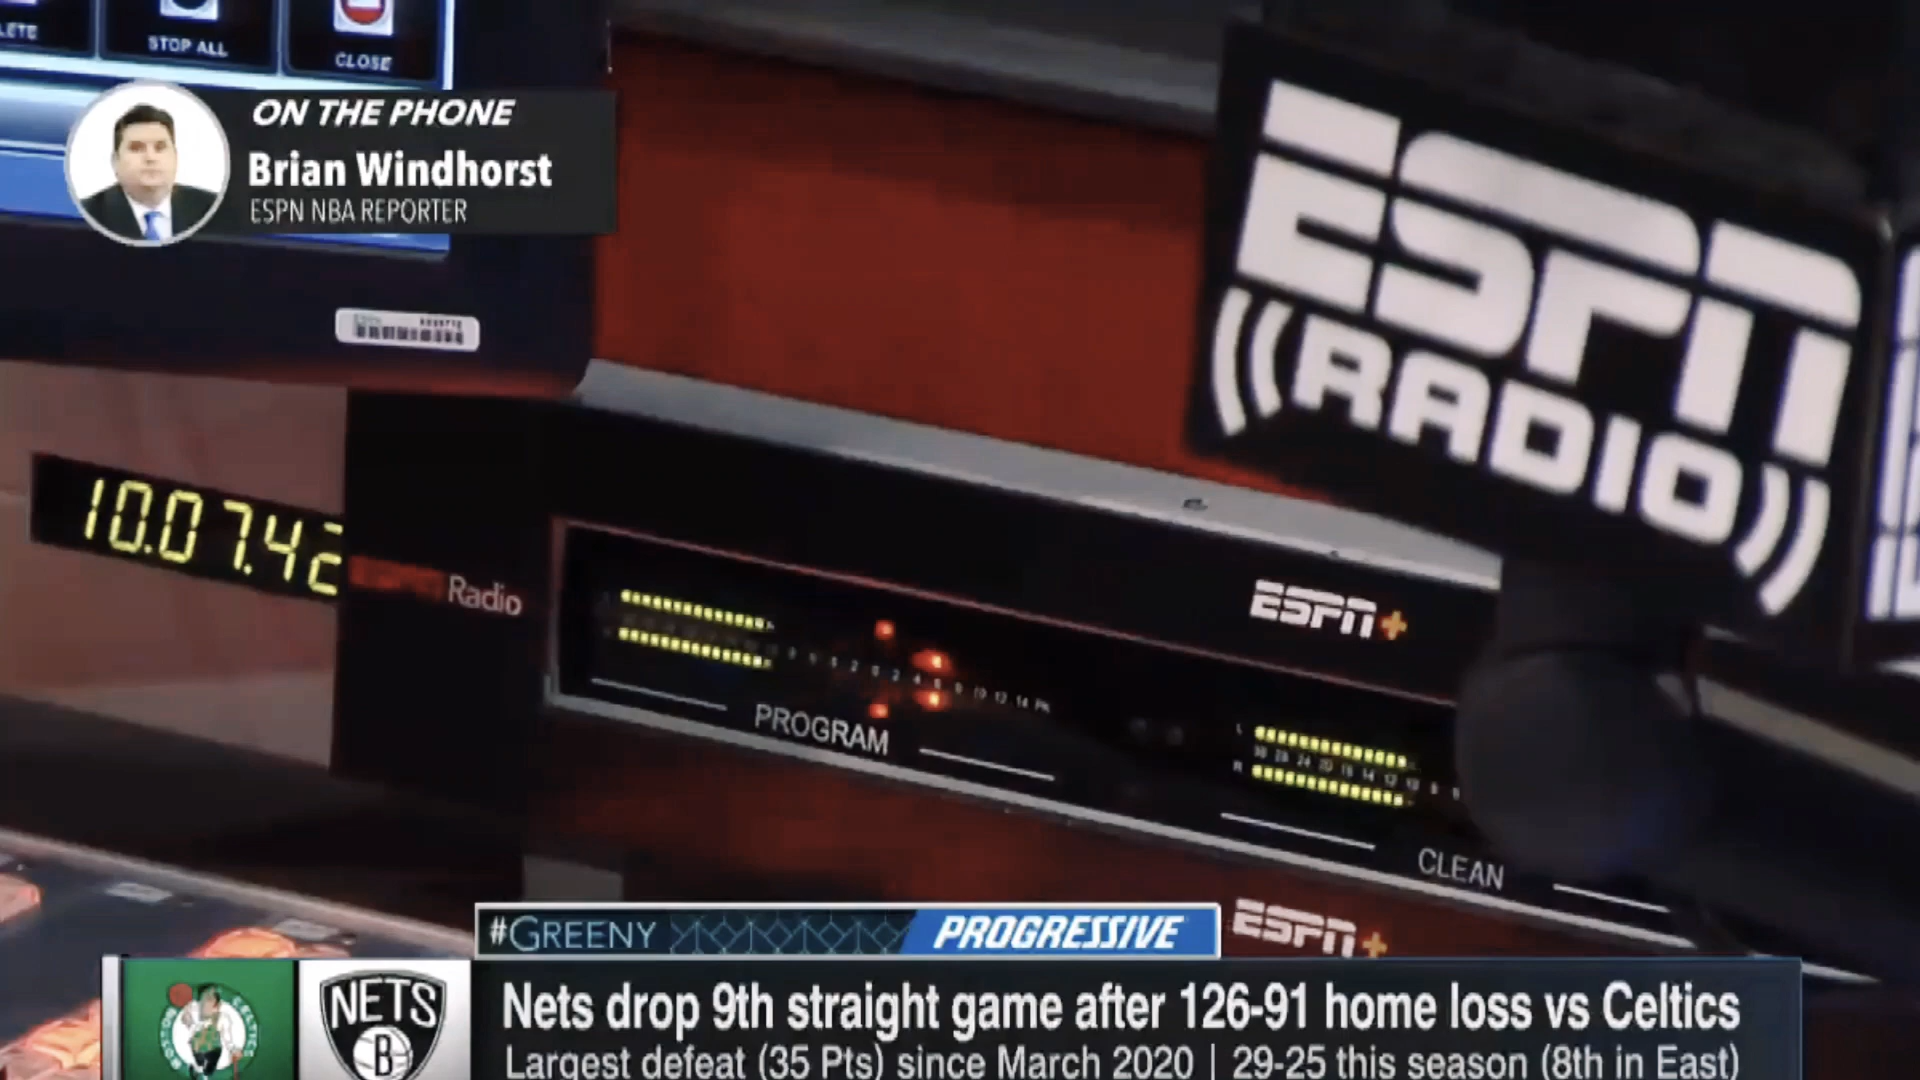 STOP ALL
CLOSE
ON THE PHONE
Brian Windhorst
ESPN NBA REPORTER
ESPN
RADIO
10.07.42
ESPN Radio
ESPN+
PROGRAM
CLEAN
#GREENY
PROGRESSIVE
ESPN+
NETS
B
Nets drop 9th straight game after 126-91 home loss vs Celtics
Largest defeat (35 Pts) since March 2020 | 29-25 this season (8th in East)